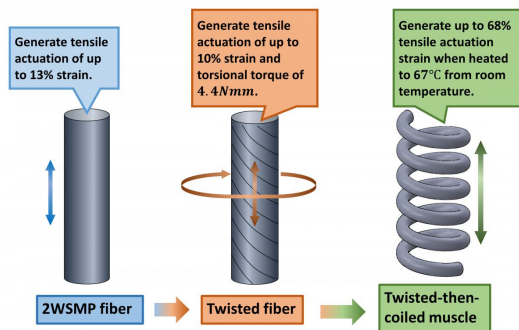 Generate tensile
actuation of up
to 13% strain.
Generate tensile
actuation of up to
10% strain and
torsional torque of
4.4Nmm.
Generate up to 68%
tensile actuation
strain when heated
to 67℃ from room
temperature.
2WSMP fiber
Twisted fiber
Twisted-then-
coiled muscle